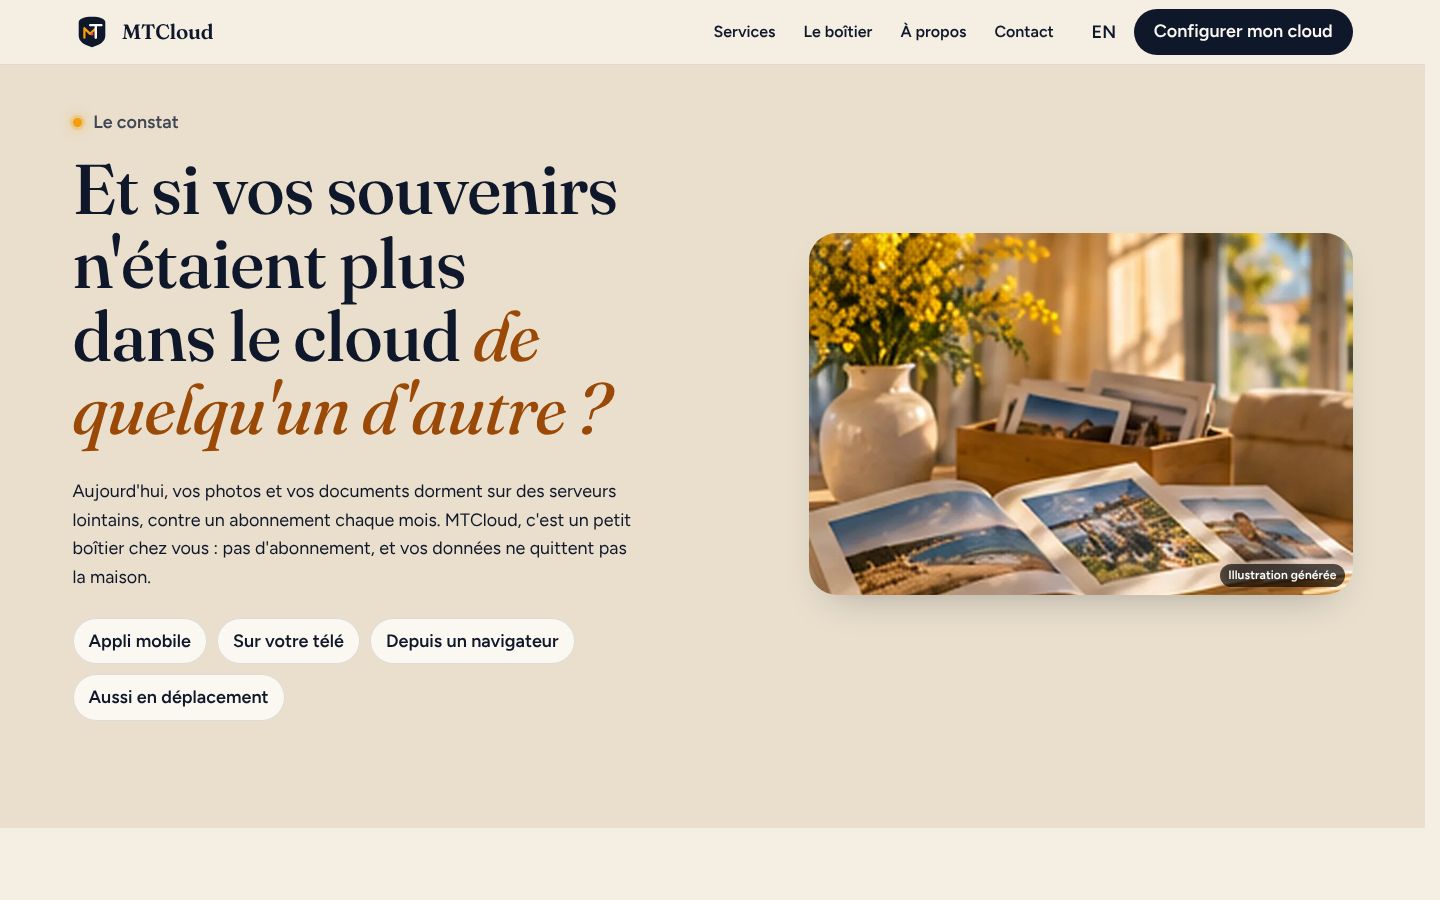 MTCloud
Services
Le boîtier
À propos
Contact
EN
Configurer mon cloud
Le constat
Et si vos souvenirs
n'étaient plus
dans le cloud de
quelqu'un d'autre ?
Aujourd'hui, vos photos et vos documents dorment sur des serveurs
lointains, contre un abonnement chaque mois. MTCloud, c'est un petit
boîtier chez vous : pas d'abonnement, et vos données ne quittent pas
la maison.
Appli mobile
Sur votre télé
Depuis un navigateur
Aussi en déplacement
Illustration générée